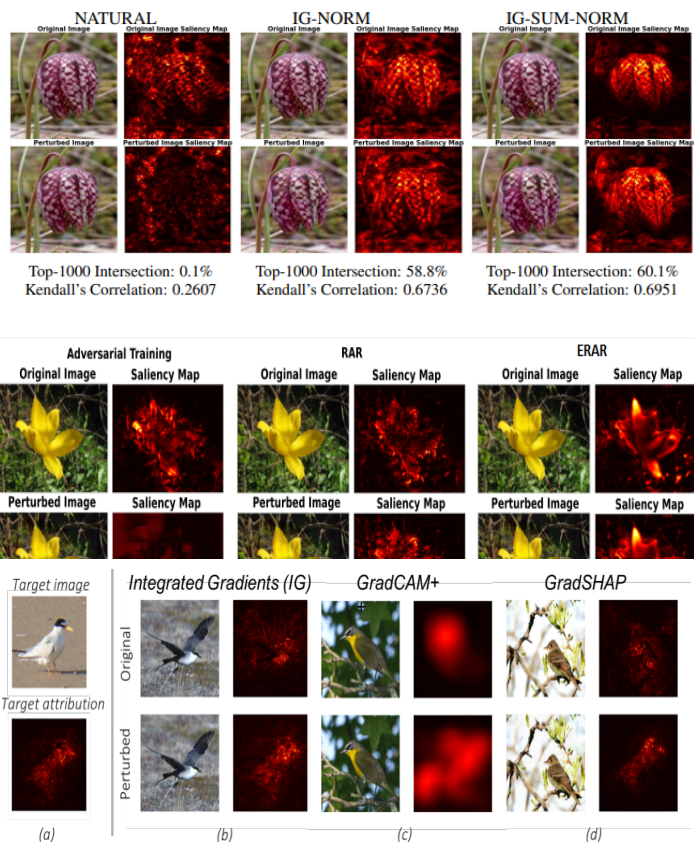 NATURAL IG-NORM IG-SUM-NORM
Original Image Original Image Saliency Map Original Image Original Image Saliency Map Original Image Original Image Saliency Map
Perturbed Image Perturbed Image Saliency Map Perturbed Image Perturbed Image Saliency Map Perturbed Image Perturbed Image Saliency Map
Top-1000 Intersection: 0.1% Top-1000 Intersection: 58.8% Top-1000 Intersection: 60.1%
Kendall's Correlation: 0.2607 Kendall's Correlation: 0.6736 Kendall's Correlation: 0.6951
Adversarial Training RAR ERAR
Original Image Saliency Map Original Image Saliency Map Original Image Saliency Map
Perturbed Image Saliency Map Perturbed Image Saliency Map Perturbed Image Saliency Map
Target image Integrated Gradients (IG) GradCAM+ GradSHAP
Original
Target attribution
Perturbed
(a) (b) (c) (d)